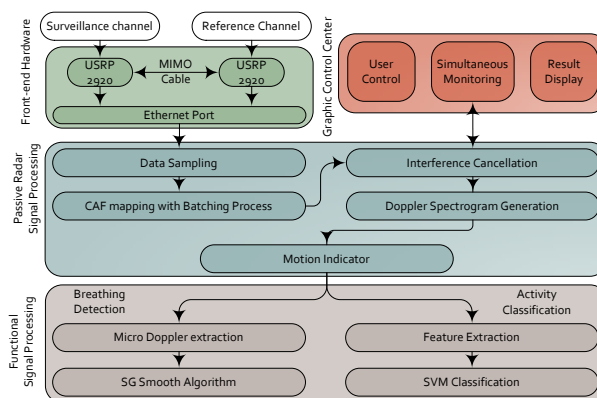 Surveillance channel
Reference Channel
Front-end Hardware
USRP
2920
MIMO
Cable
USRP
2920
Ethernet Port
Graphic Control Center
User
Control
Simultaneous
Monitoring
Result
Display
Passive Radar
Signal Processing
Data Sampling
Interference Cancellation
CAF mapping with Batching Process
Doppler Spectrogram Generation
Motion Indicator
Functional
Signal Processing
Breathing
Detection
Activity
Classification
Micro Doppler extraction
Feature Extraction
SG Smooth Algorithm
SVM Classification